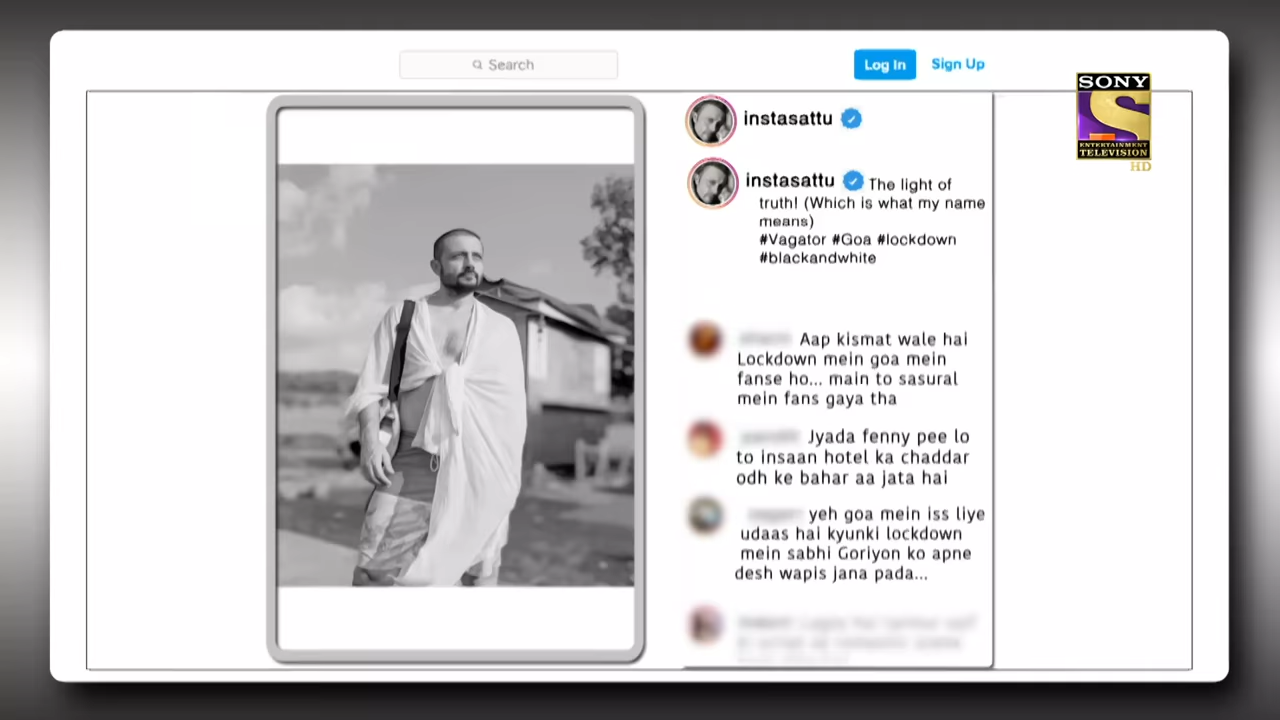 Search
Log In
Sign Up
SONY
S
ENTERTAINMENT
TELEVISION
HD
instasattu
instasattu The light of
truth! (Which is what my name
means)
#Vagator #Goa #lockdown
#blackandwhite
Aap kismat wale hai
Lockdown mein goa mein
fanse ho... main to sasural
mein fans gaya tha
Jyada fenny pee lo
to insaan hotel ka chaddar
odh ke bahar aa jata hai
yeh goa mein iss liye
udaas hai kyunki lockdown
mein sabhi Goriyon ko apne
desh wapis jana pada...